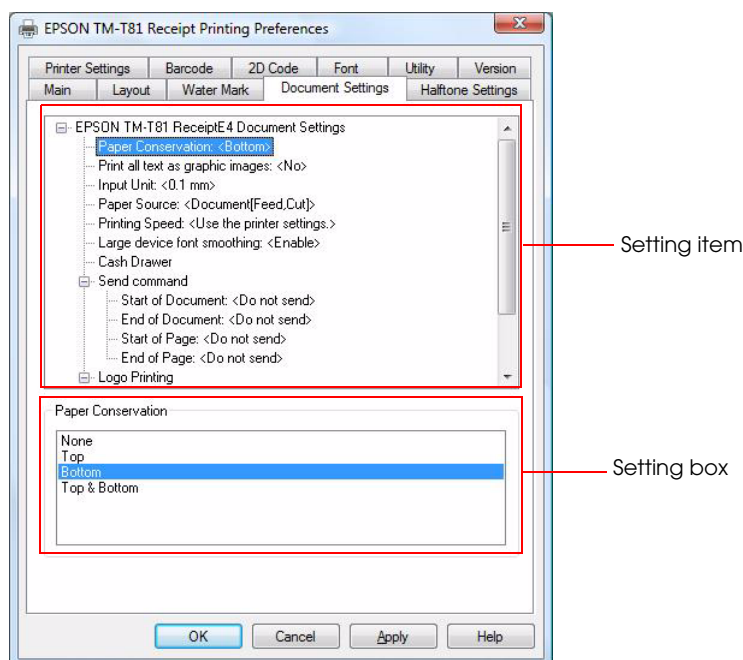 EPSON TM-T81 Receipt Printing Preferences
Printer Settings Barcode 2D Code Font Utility Version
Main Layout Water Mark Document Settings Halftone Settings
EPSON TM-T81 ReceiptE4 Document Settings
Paper Conservation: <Bottom>
Print all text as graphic images: <No>
Input Unit: <0.1 mm>
Paper Source: <Document[Feed,Cut]>
Printing Speed: <Use the printer settings.>
Large device font smoothing: <Enable>
Cash Drawer
Send command
Start of Document: <Do not send>
End of Document: <Do not send>
Start of Page: <Do not send>
End of Page: <Do not send>
Logo Printing
Setting item
Paper Conservation
None
Top
Bottom
Top & Bottom
Setting box
OK Cancel Apply Help